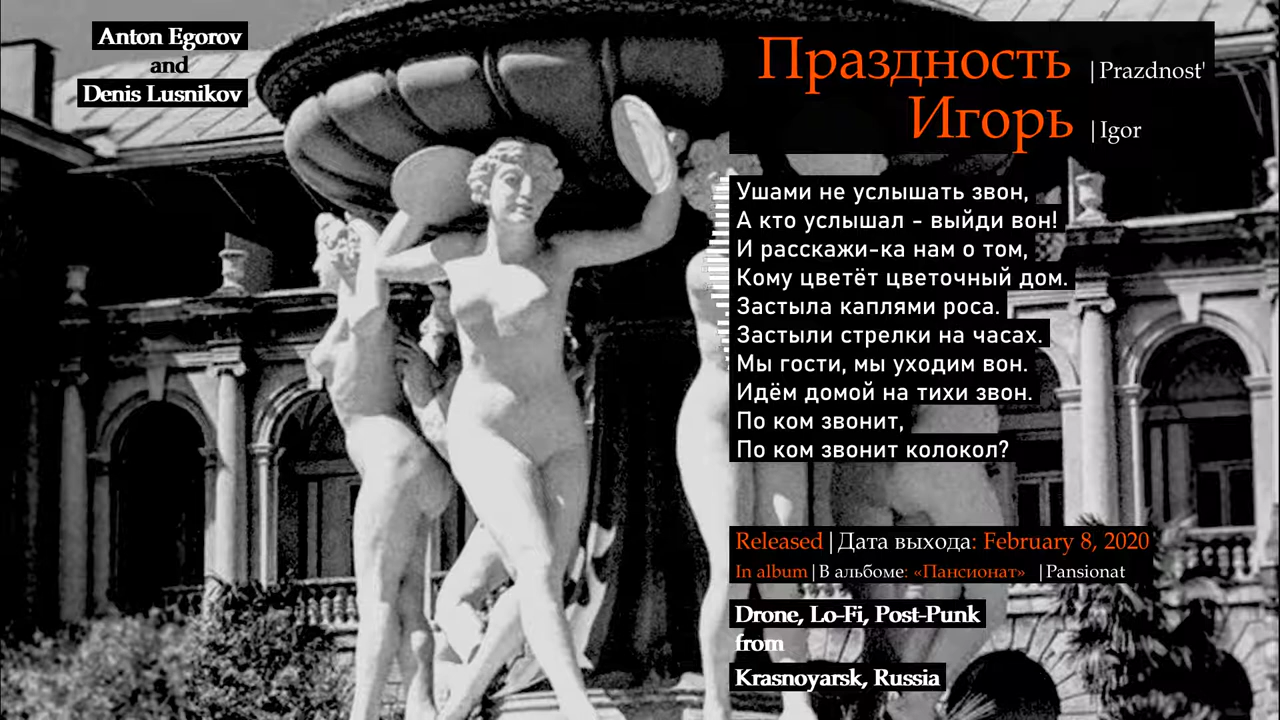 Anton Egorov
and
Denis Lusnikov
Праздность |Prazdnost'
Игорь |Igor
Ушами не услышать звон,
А кто услышал - выйди вон!
И расскажи-ка нам о том,
Кому цветёт цветочный дом.
Застыла каплями роса.
Застыли стрелки на часах.
Мы гости, мы уходим вон.
Идём домой на тихи звон.
По ком звонит,
По ком звонит колокол?
Released|Дата выхода: February 8, 2020
In album|В альбоме: «Пансионат» |Pansionat
Drone, Lo-Fi, Post-Punk
from
Krasnoyarsk, Russia